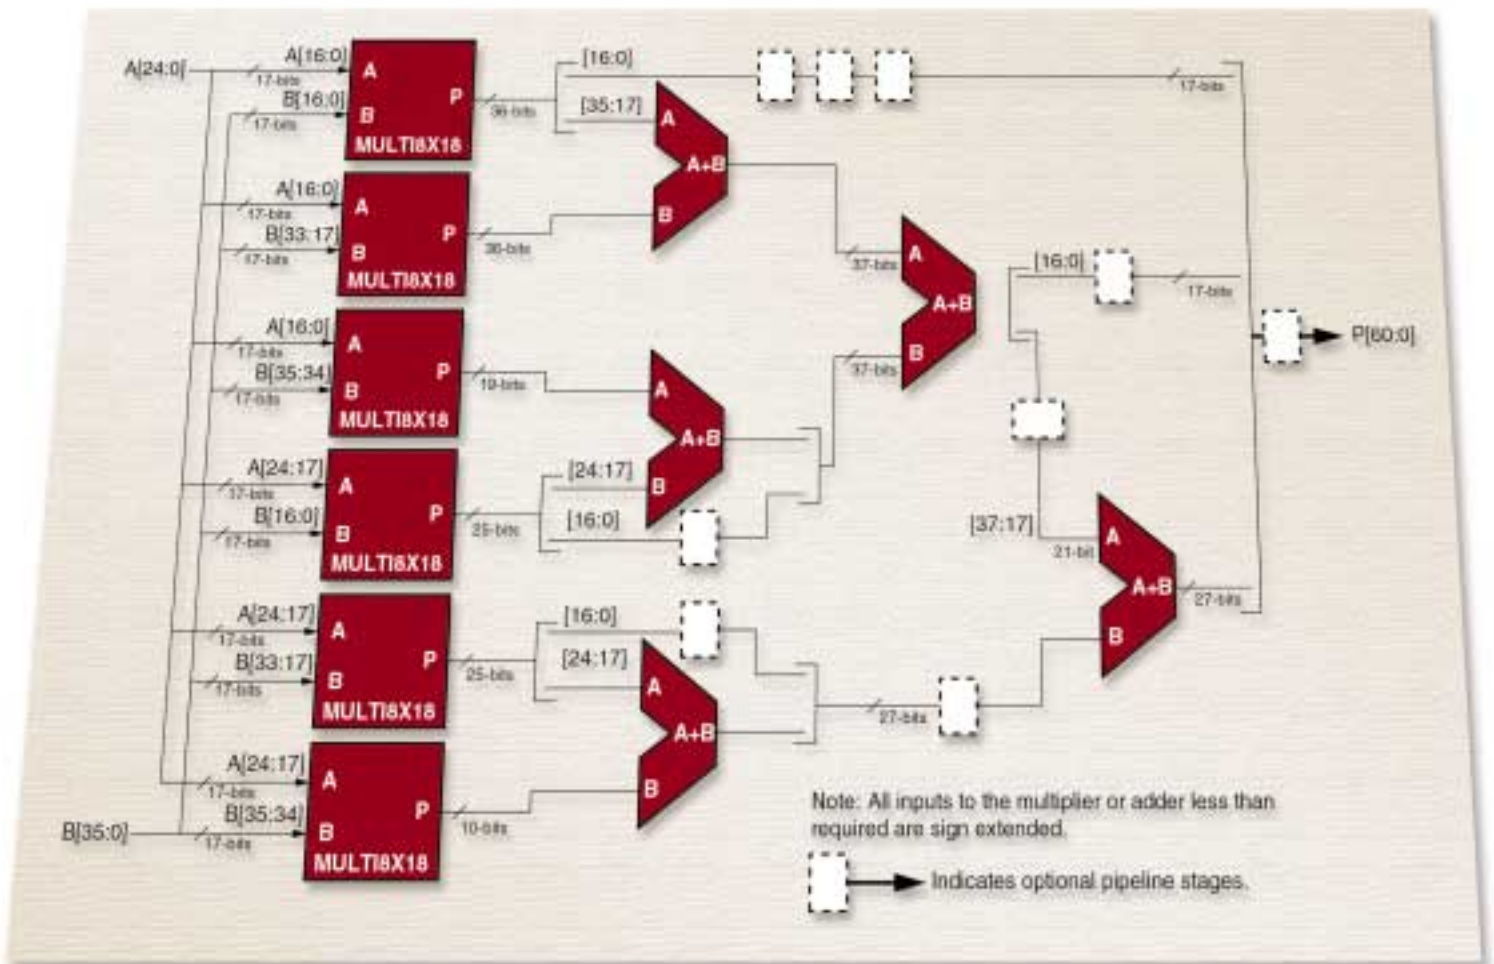 A[24:0]
A[16:0]
17-bits
B[16:0]
17-bits
A
B
P
MULTI8X18
36-bits
[16:0]
[35:17]
A
B
A+B
17-bits
A[16:0]
17-bits
B[33:17]
17-bits
A
B
P
MULTI8X18
36-bits
37-bits
37-bits
A
B
A+B
[16:0]
17-bits
P[60:0]
A[16:0]
17-bits
B[35:34]
17-bits
A
B
P
MULTI8X18
19-bits
A
B
A+B
A[24:17]
17-bits
B[16:0]
17-bits
A
B
P
MULTI8X18
25-bits
[24:17]
[16:0]
[37:17]
21-bit
A
B
A+B
27-bits
A[24:17]
17-bits
B[33:17]
17-bits
A
B
P
MULTI8X18
25-bits
[16:0]
[24:17]
A
B
A+B
27-bits
A[24:17]
17-bits
B[35:34]
17-bits
B[35:0]
A
B
P
MULTI8X18
10-bits
Note: All inputs to the multiplier or adder less than
required are sign extended.
Indicates optional pipeline stages.